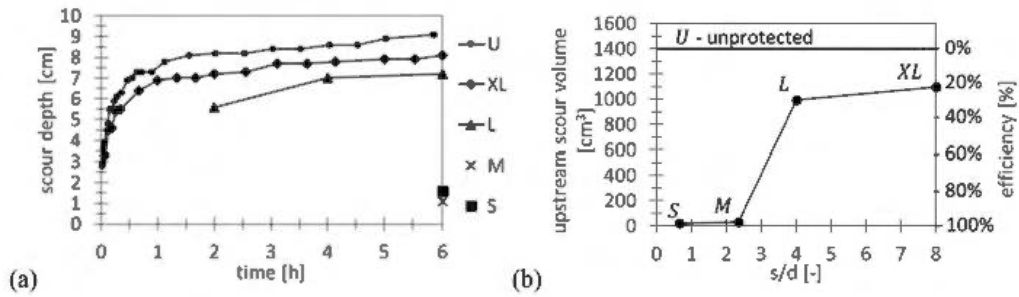 10
9
8
7
6
5
4
3
2
1
0
scour depth [cm]
0 1 2 3 4 5 6
time [h]
U
XL
L
M
S
(a)
1600
1400
1200
1000
800
600
400
200
0
upstream scour volume
[cm³]
U - unprotected
S
M
L
XL
0%
20%
40%
60%
80%
100%
efficiency [%]
0 1 2 3 4 5 6 7 8
s/d [-]
(b)